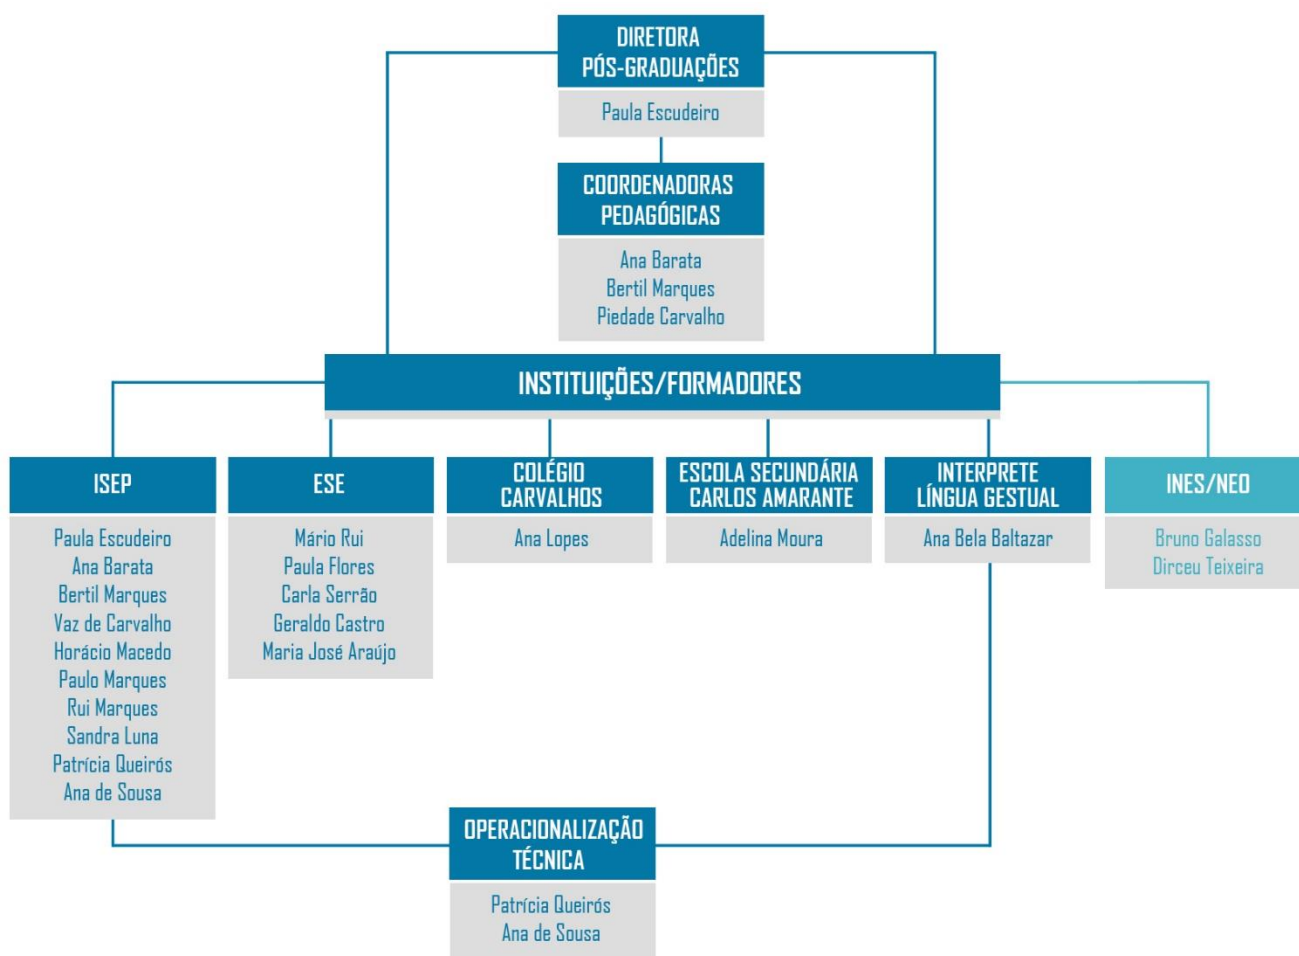 DIRETORA
PÓS-GRADUAÇÕES
Paula Escudeiro
COORDENADORAS
PEDAGÓGICAS
Ana Barata
Bertil Marques
Piedade Carvalho
INSTITUIÇÕES/FORMADORES
ISEP
Paula Escudeiro
Ana Barata
Bertil Marques
Vaz de Carvalho
Horácio Macedo
Paulo Marques
Rui Marques
Sandra Luna
Patrícia Queirós
Ana de Sousa
ESE
Mário Rui
Paula Flores
Carla Serrão
Geraldo Castro
Maria José Araújo
COLÉGIO
CARVALHOS
Ana Lopes
ESCOLA SECUNDÁRIA
CARLOS AMARANTE
Adelina Moura
INTERPRETE
LÍNGUA GESTUAL
Ana Bela Baltazar
INES/NEO
Bruno Galasso
Dirceu Teixeira
OPERACIONALIZAÇÃO
TÉCNICA
Patrícia Queirós
Ana de Sousa